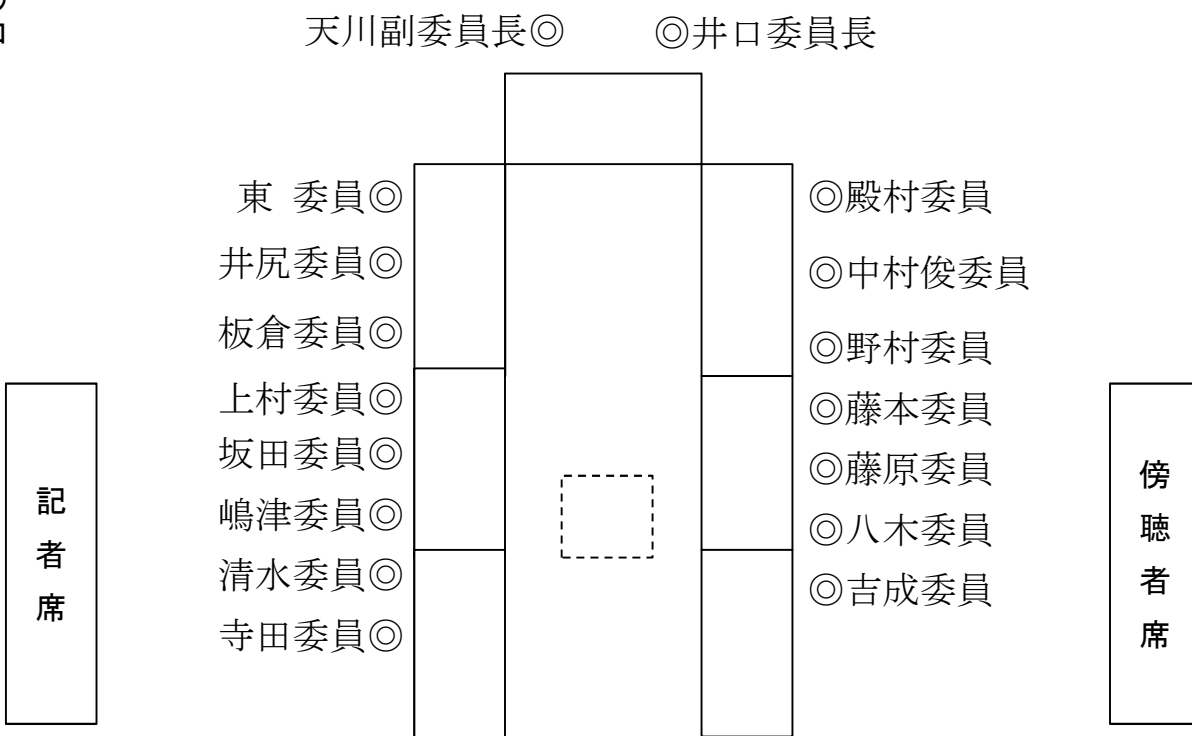 天川副委員長◎　◎井口委員長
東 委員◎
井尻委員◎
板倉委員◎
上村委員◎
坂田委員◎
嶋津委員◎
清水委員◎
寺田委員◎
◎殿村委員
◎中村俊委員
◎野村委員
◎藤本委員
◎藤原委員
◎八木委員
◎吉成委員
記者席
傍聴者席